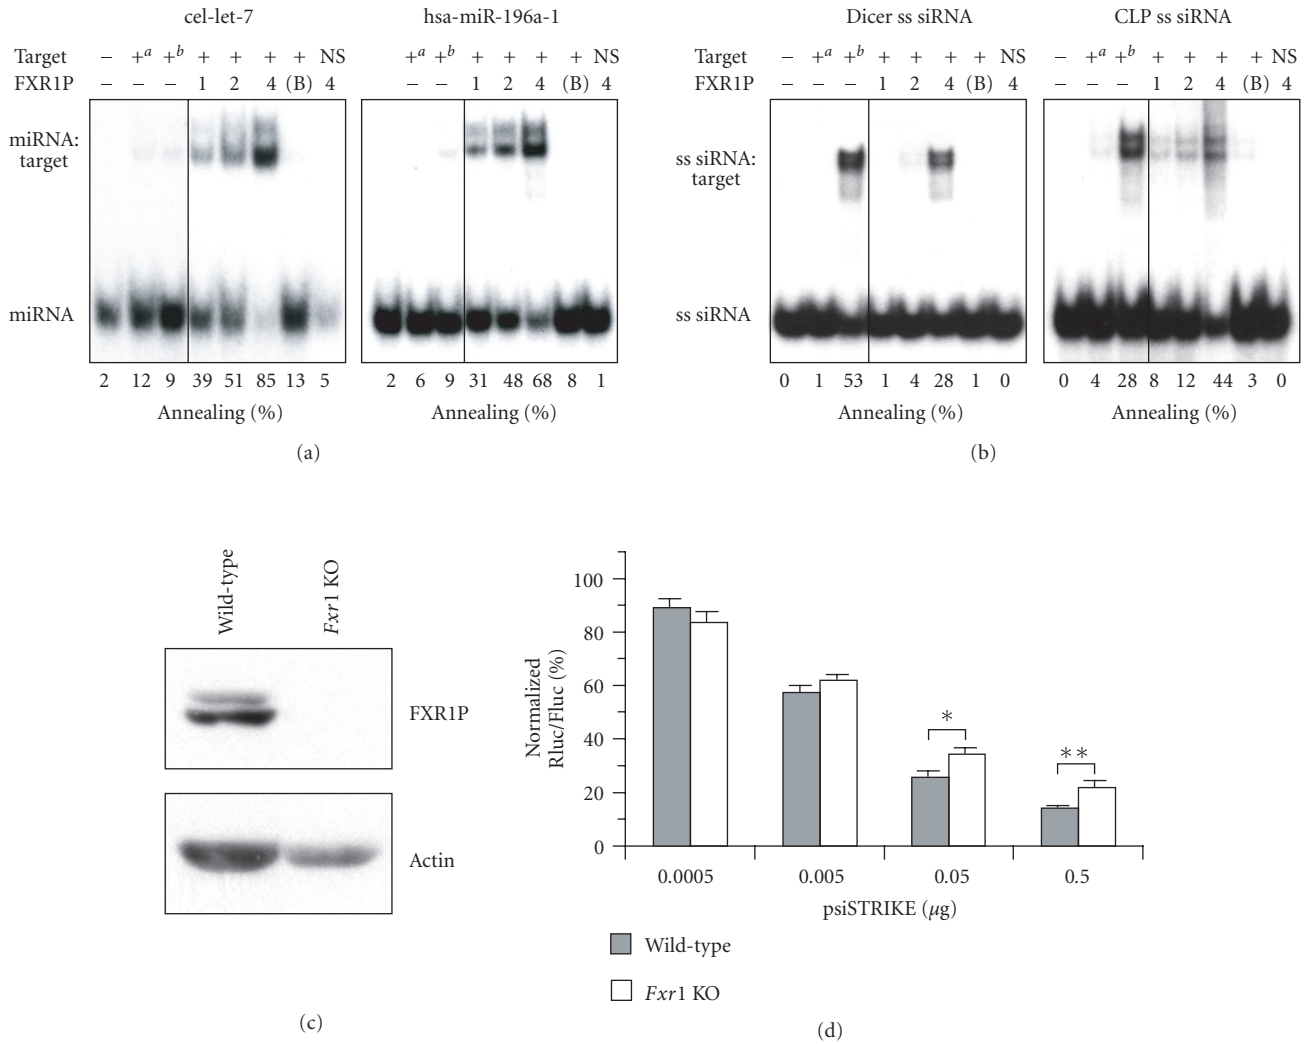 cel-let-7
hsa-miR-196a-1
Target − +a +b + + + + NS
FXR1P − − − 1 2 4 (B) 4
+a +b + + + + NS
− − 1 2 4 (B) 4
miRNA:
target
miRNA
2 12 9 39 51 85 13 5
2 6 9 31 48 68 8 1
Annealing (%)
Annealing (%)
(a)
Dicer ss siRNA
CLP ss siRNA
Target − +a +b + + + + NS
FXR1P − − − 1 2 4 (B) 4
− +a +b + + + + NS
− − − 1 2 4 (B) 4
ss siRNA:
target
ss siRNA
0 1 53 1 4 28 1 0
0 4 28 8 12 44 3 0
Annealing (%)
Annealing (%)
(b)
Wild-type
Fxr1 KO
FXR1P
Actin
(c)
Normalized
Rluc/Fluc (%)
100
80
60
40
20
0
*
**
0.0005 0.005 0.05 0.5
psiSTRIKE (μg)
Wild-type
Fxr1 KO
(d)